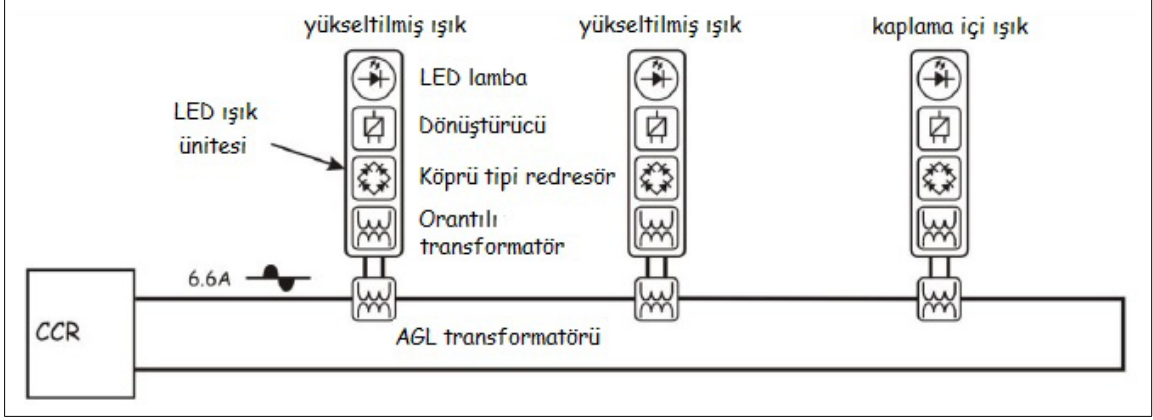 yükseltilmiş ışık
yükseltilmiş ışık
kaplama içi ışık
LED lamba
LED ışık
ünitesi
Dönüştürücü
Köprü tipi redresör
Orantılı
transformatör
6.6A
CCR
AGL transformatörü